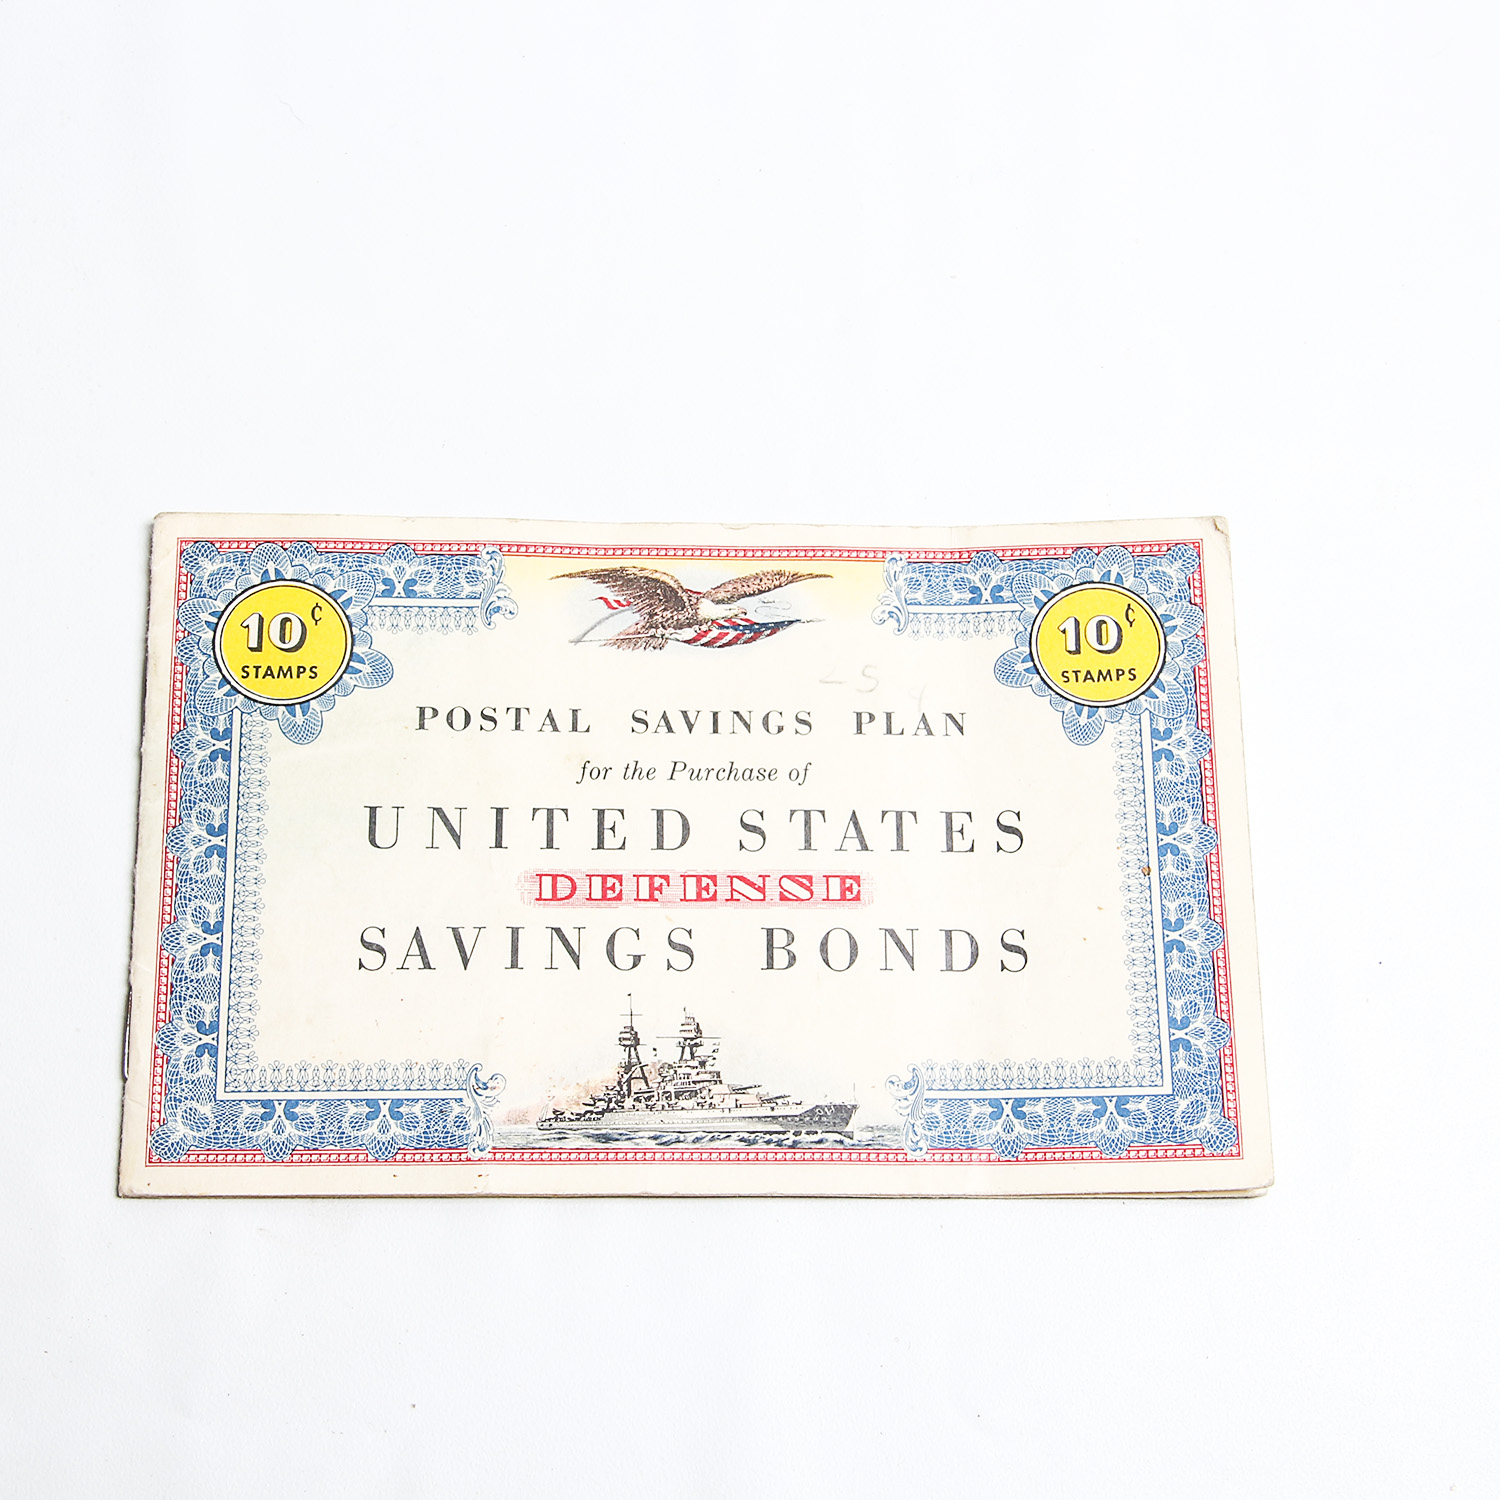 10¢
STAMPS
10¢
STAMPS
POSTAL SAVINGS PLAN
for the Purchase of
UNITED STATES
DEFENSE
SAVINGS BONDS